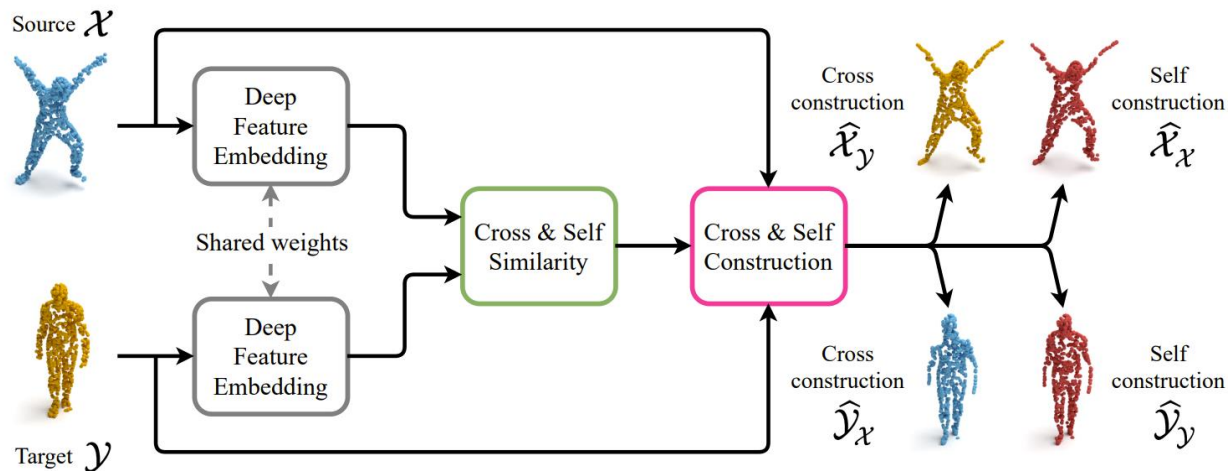 Source 𝒳
Deep
Feature
Embedding
Shared weights
Deep
Feature
Embedding
Target 𝒴
Cross & Self
Similarity
Cross & Self
Construction
Cross
construction
𝒳̂_𝒴
Self
construction
𝒳̂_𝒳
Cross
construction
𝒴̂_𝒳
Self
construction
𝒴̂_𝒴